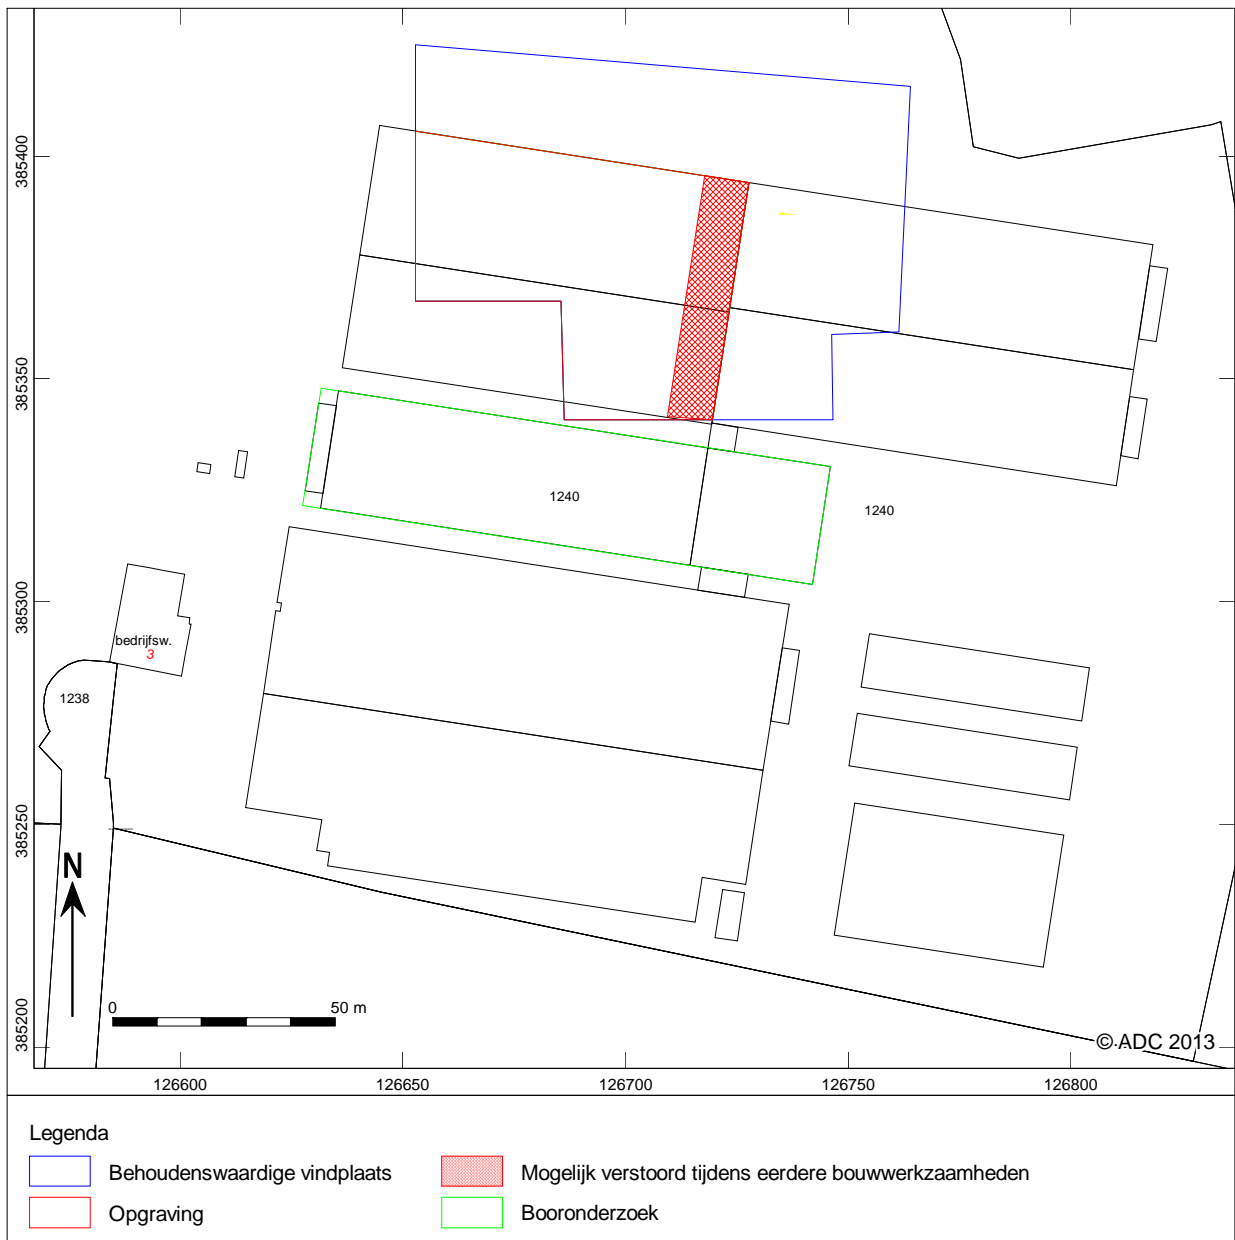 385400
385350
385300
385250
385200
1240
1240
bedrijfsw.
3
1238
N
0 50 m
© ADC 2013
126600 126650 126700 126750 126800
Legenda
Behoudenswaardige vindplaats
Mogelijk verstoord tijdens eerdere bouwwerkzaamheden
Opgraving
Booronderzoek